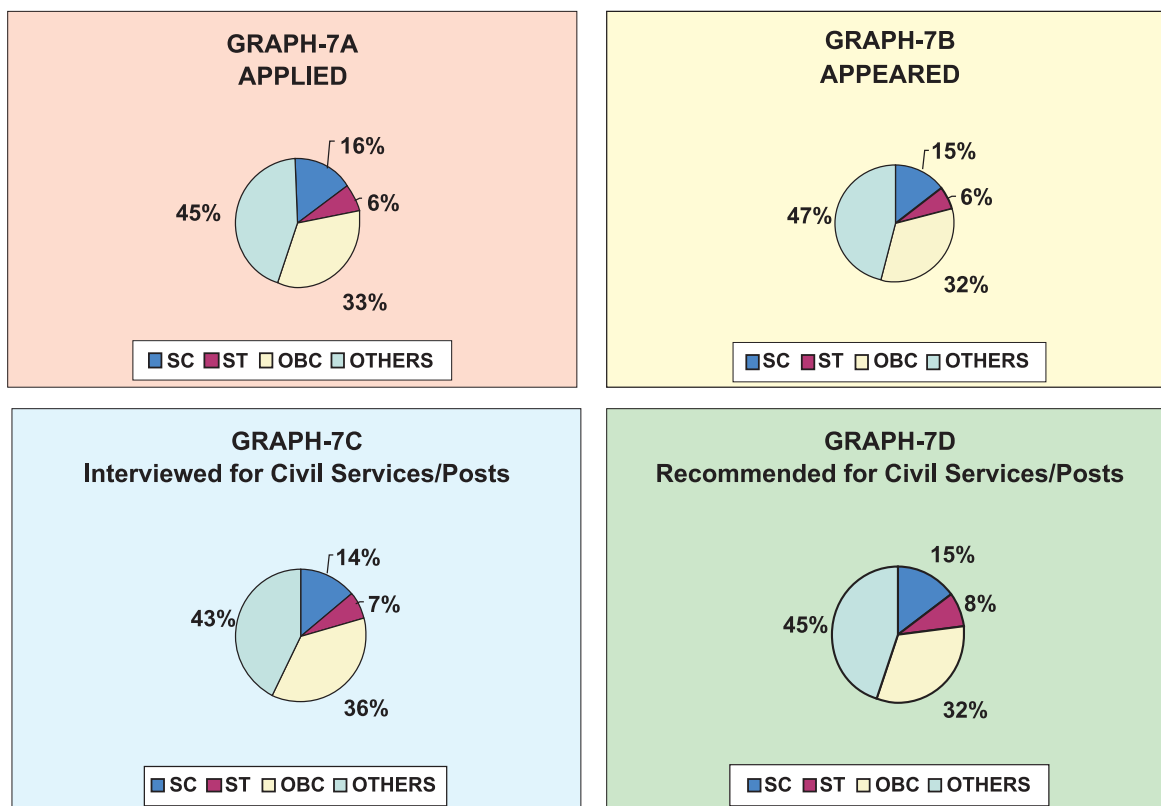 GRAPH-7A
APPLIED
16%
6%
45%
33%
SC ST OBC OTHERS
GRAPH-7B
APPEARED
15%
6%
47%
32%
SC ST OBC OTHERS
GRAPH-7C
Interviewed for Civil Services/Posts
14%
7%
43%
36%
SC ST OBC OTHERS
GRAPH-7D
Recommended for Civil Services/Posts
15%
8%
45%
32%
SC ST OBC OTHERS